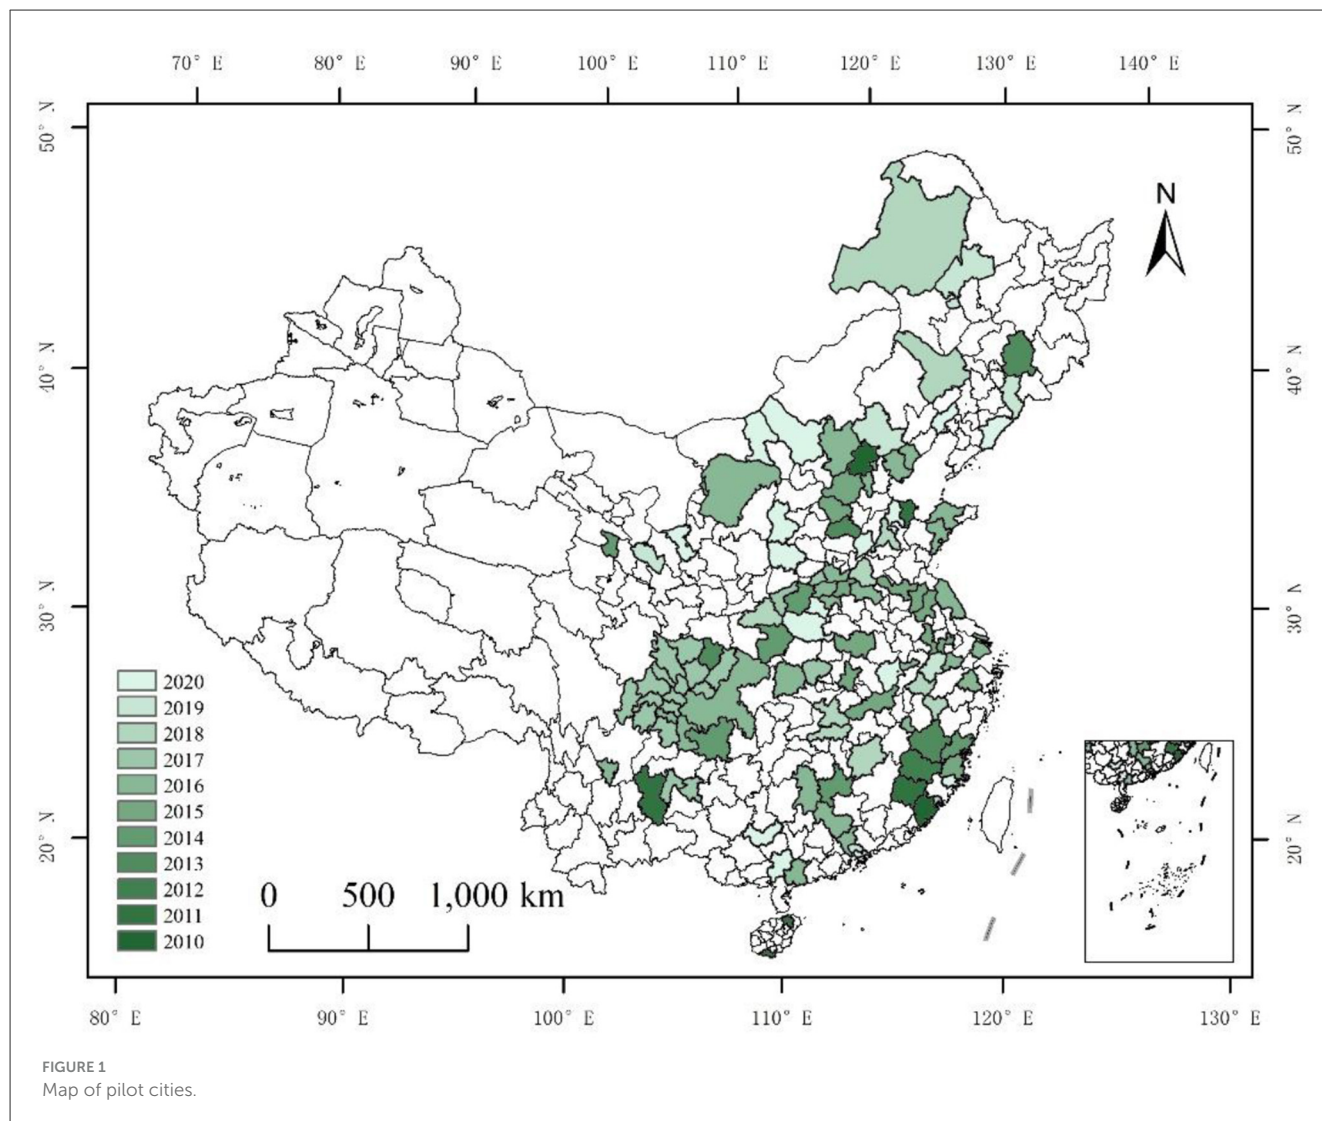 70° E 80° E 90° E 100° E 110° E 120° E 130° E 140° E
50° N
50° N
N
40° N
40° N
30° N
30° N
20° N
20° N
2020
2019
2018
2017
2016
2015
2014
2013
2012
2011
2010
0 500 1,000 km
80° E 90° E 100° E 110° E 120° E 130° E
FIGURE 1
Map of pilot cities.